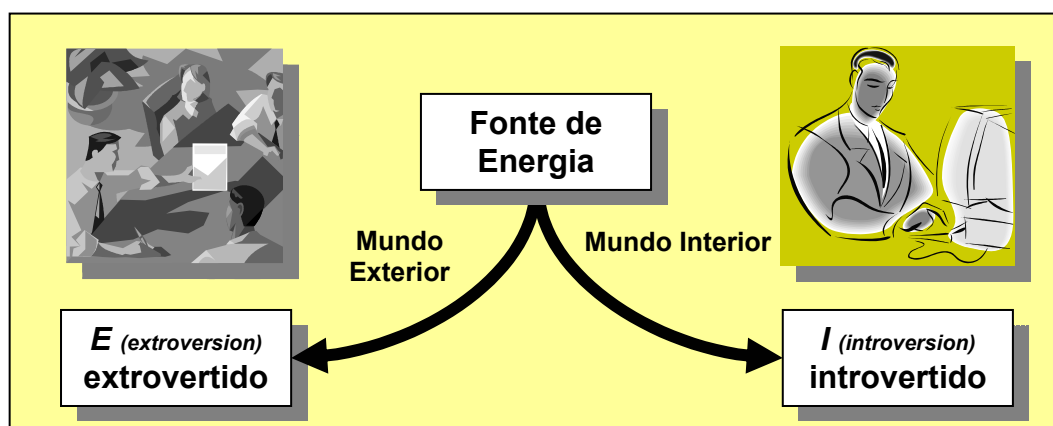 Fonte de
Energia
Mundo
Exterior
Mundo Interior
E (extroversion)
extrovertido
I (introversion)
introvertido